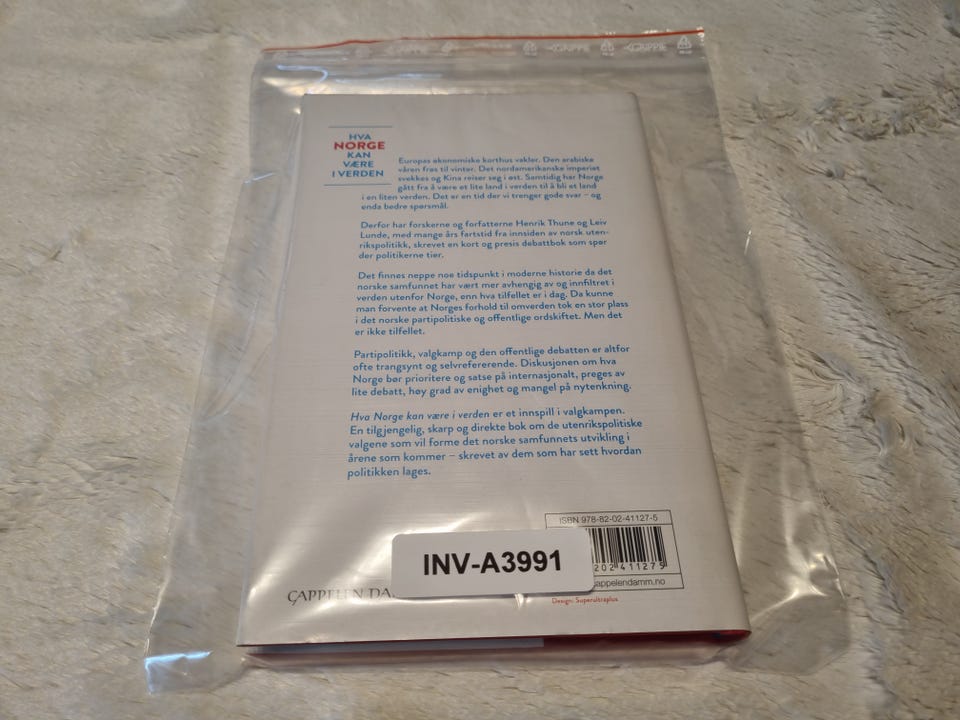 GRIPPIE
GRIPPIE
HVA
NORGE
KAN
VÆRE
I VERDEN
Europas økonomiske korthus vakler. Den arabiske
våren frøs til vinter. Det nordamerikanske imperiet
svekkes og Kina reiser seg i øst. Samtidig har Norge
gått fra å være et lite land i verden til å bli et land
i en liten verden. Det er en tid der vi trenger gode svar – og
enda bedre spørsmål.
Derfor har forskerne og forfatterne Henrik Thune og Leiv
Lunde, med mange års fartstid fra innsiden av norsk uten-
rikspolitikk, skrevet en kort og presis debattbok som spør
der politikerne tier.
Det finnes neppe noe tidspunkt i moderne historie da det
norske samfunnet har vært mer avhengig av og innfiltret i
verden utenfor Norge, enn hva tilfellet er i dag. Da kunne
man forvente at Norges forhold til omverden tok en stor plass
i det norske partipolitiske og offentlige ordskiftet. Men det
er ikke tilfellet.
Partipolitikk, valgkamp og den offentlige debatten er altfor
ofte trangsynt og selvrefererende. Diskusjonen om hva
Norge bør prioritere og satse på internasjonalt, preges av
lite debatt, høy grad av enighet og mangel på nytenkning.
Hva Norge kan være i verden er et innspill i valgkampen.
En tilgjengelig, skarp og direkte bok om de utenrikspolitiske
valgene som vil forme det norske samfunnets utvikling i
årene som kommer – skrevet av dem som har sett hvordan
politikken lages.
ISBN 978-82-02-41127-5
202 411275
appelendamm.no
INV-A3991
CAPPELEN DA
Design: Superultraplus